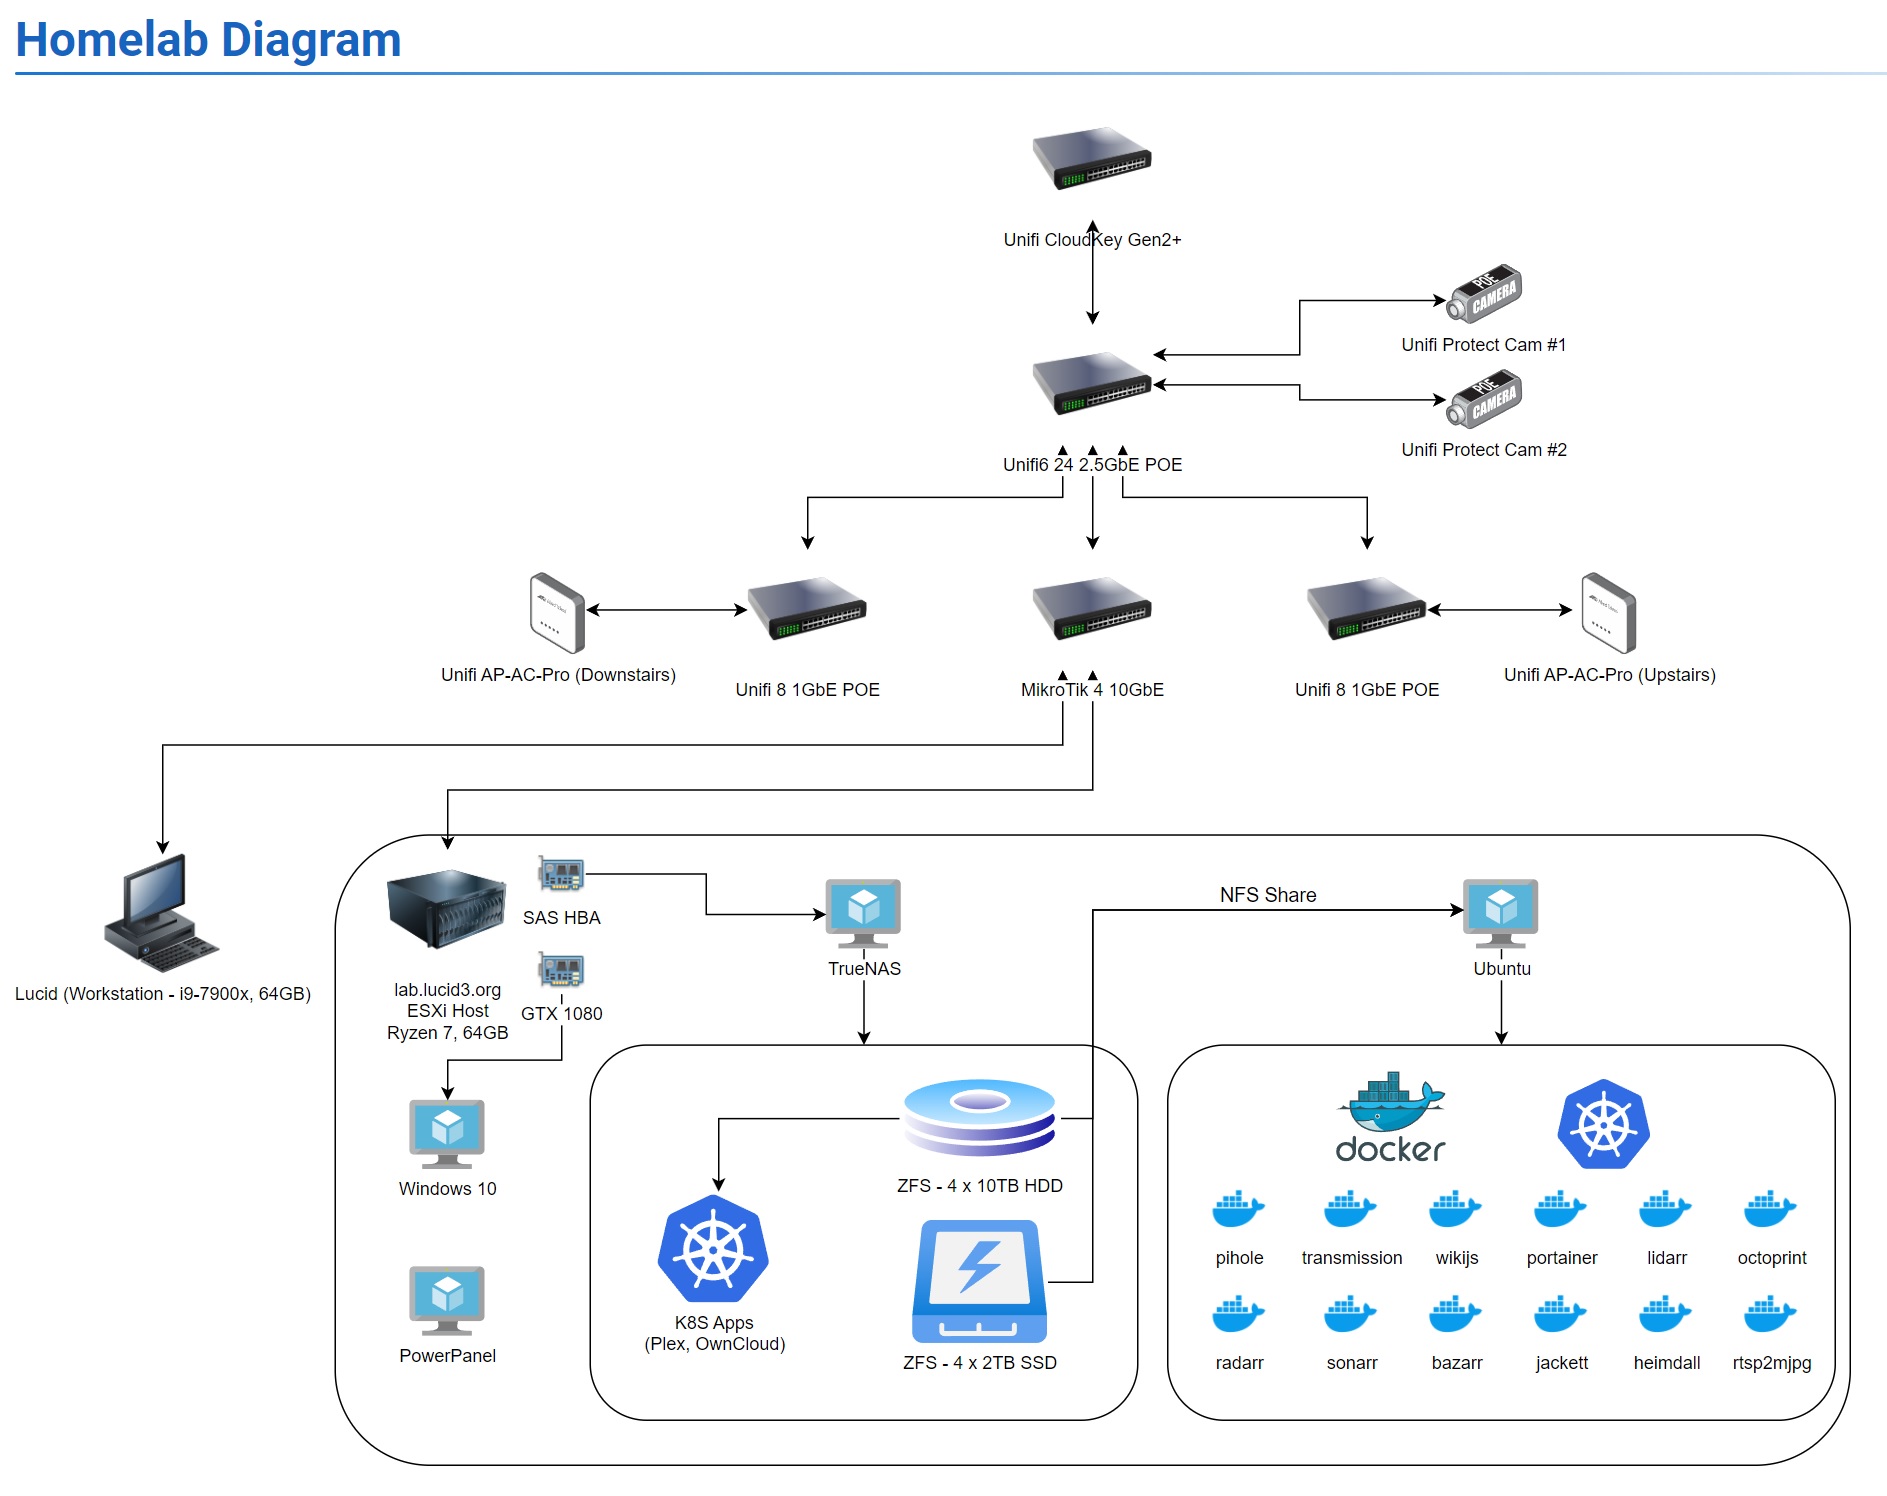 Homelab Diagram
Unifi CloudKey Gen2+
POE
CAMERA
Unifi Protect Cam #1
POE
CAMERA
Unifi Protect Cam #2
Unifi6 24 2.5GbE POE
Unifi AP-AC-Pro (Downstairs)
Unifi 8 1GbE POE
MikroTik 4 10GbE
Unifi 8 1GbE POE
Unifi AP-AC-Pro (Upstairs)
Lucid (Workstation - i9-7900x, 64GB)
lab.lucid3.org
ESXi Host
Ryzen 7, 64GB
SAS HBA
GTX 1080
TrueNAS
NFS Share
Ubuntu
Windows 10
PowerPanel
ZFS - 4 x 10TB HDD
K8S Apps
(Plex, OwnCloud)
ZFS - 4 x 2TB SSD
docker
pihole
transmission
wikijs
portainer
lidarr
octoprint
radarr
sonarr
bazarr
jackett
heimdall
rtsp2mjpg